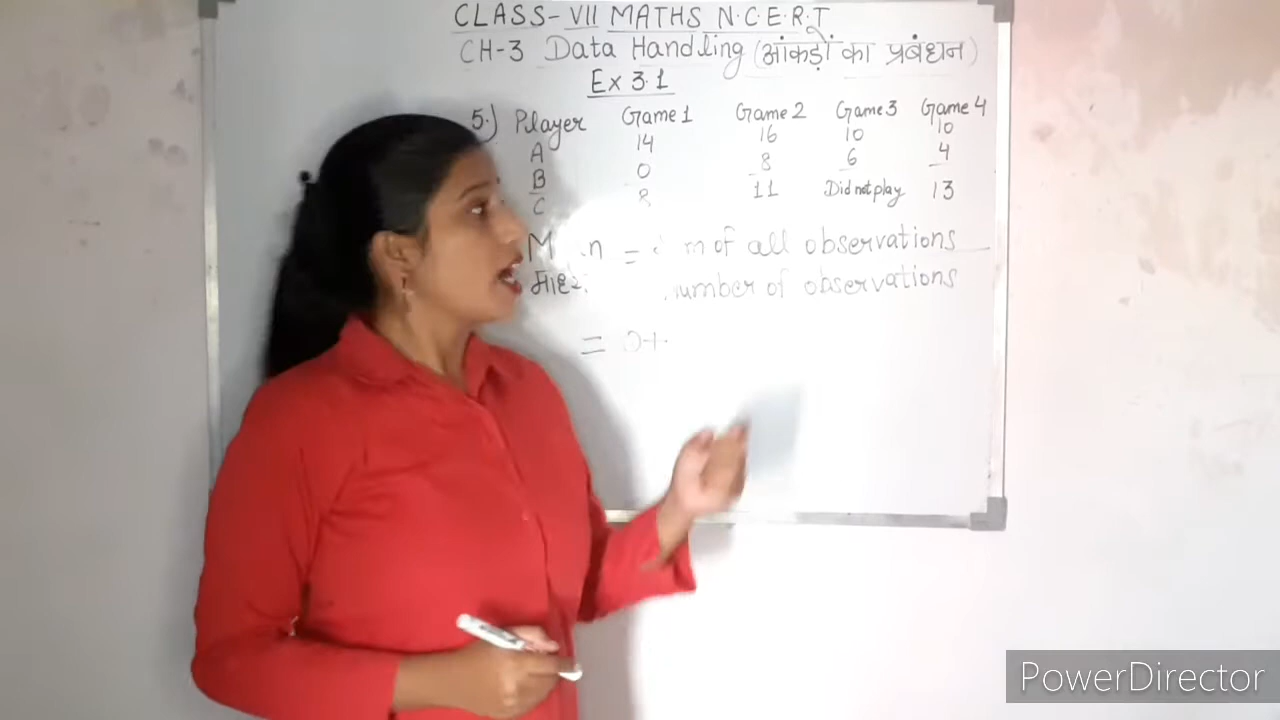 CLASS- VII MATHS N.C.E.R.T
CH-3 Data Handling (आंकड़ों का प्रबंधन)
Ex 3.1
5.) Player Game 1 Game 2 Game 3 Game 4
A 14 16 10 10
B 0 8 6 4
C 8 11 Did not play 13
= of all observations
number of observations
= 0+
PowerDirector